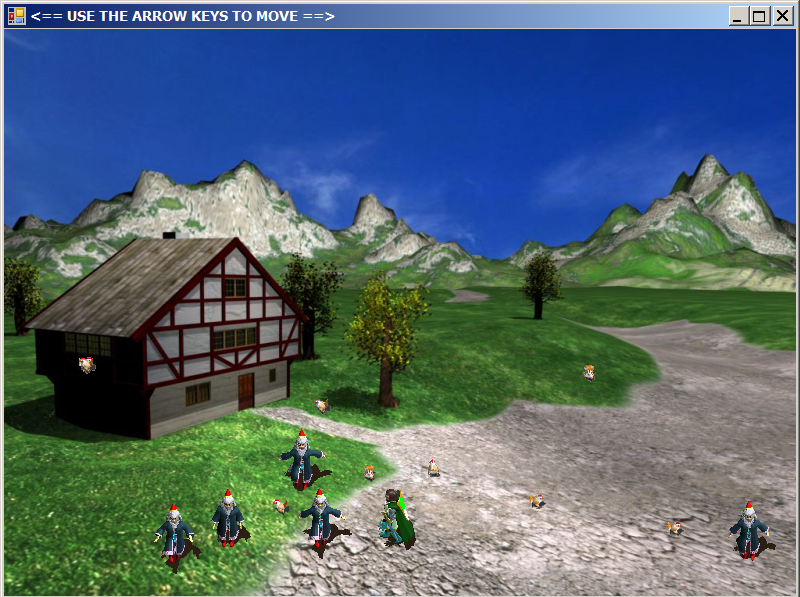 <== USE THE ARROW KEYS TO MOVE ==>